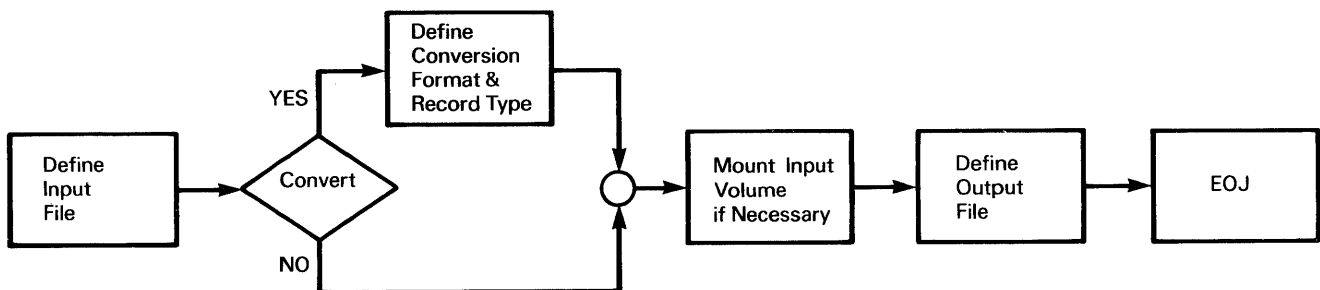 Define
Input
File
Convert
YES
NO
Define
Conversion
Format &
Record Type
Mount Input
Volume
if Necessary
Define
Output
File
EOJ